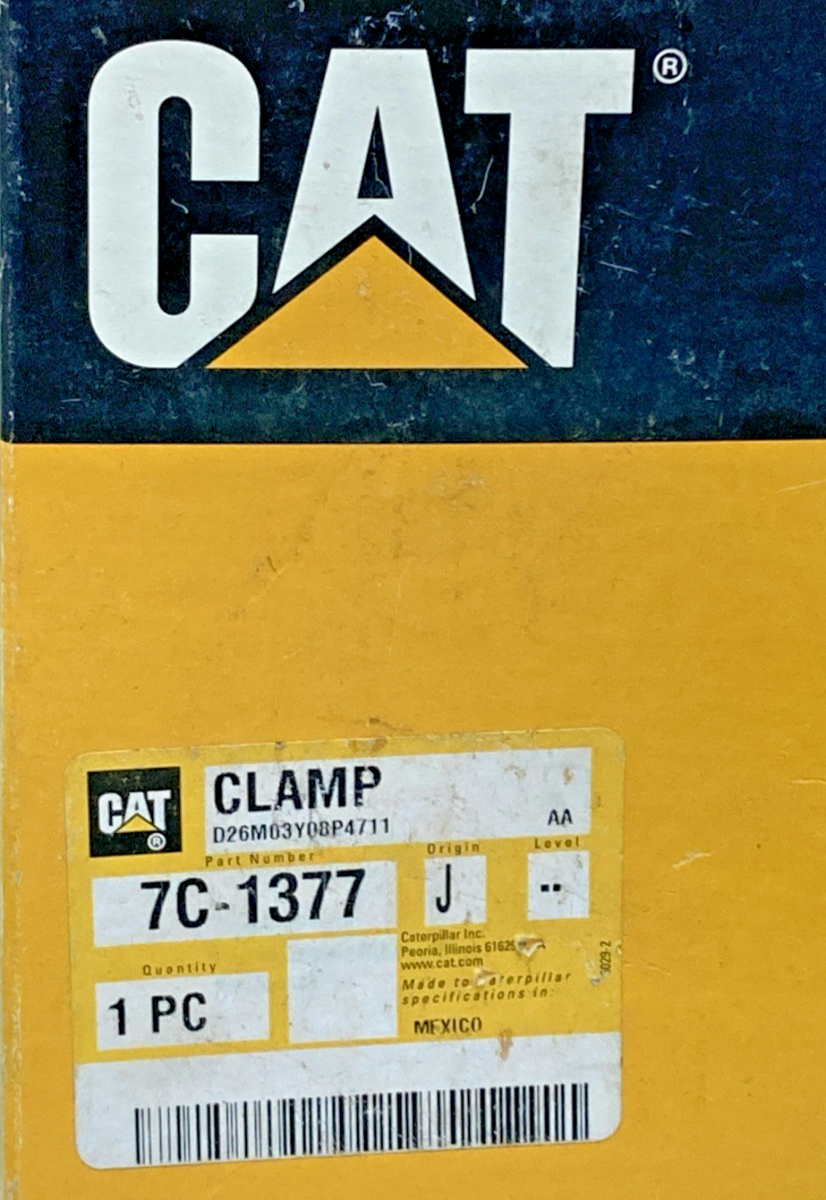 CAT®
CAT®
CLAMP
D26M03Y08P4711
AA
Part Number
Origin
Level
7C-1377
J
--
Caterpillar Inc.
Peoria, Illinois
www.cat.com
Quantity
Made to Caterpillar
specifications in:
1 PC
MEXICO